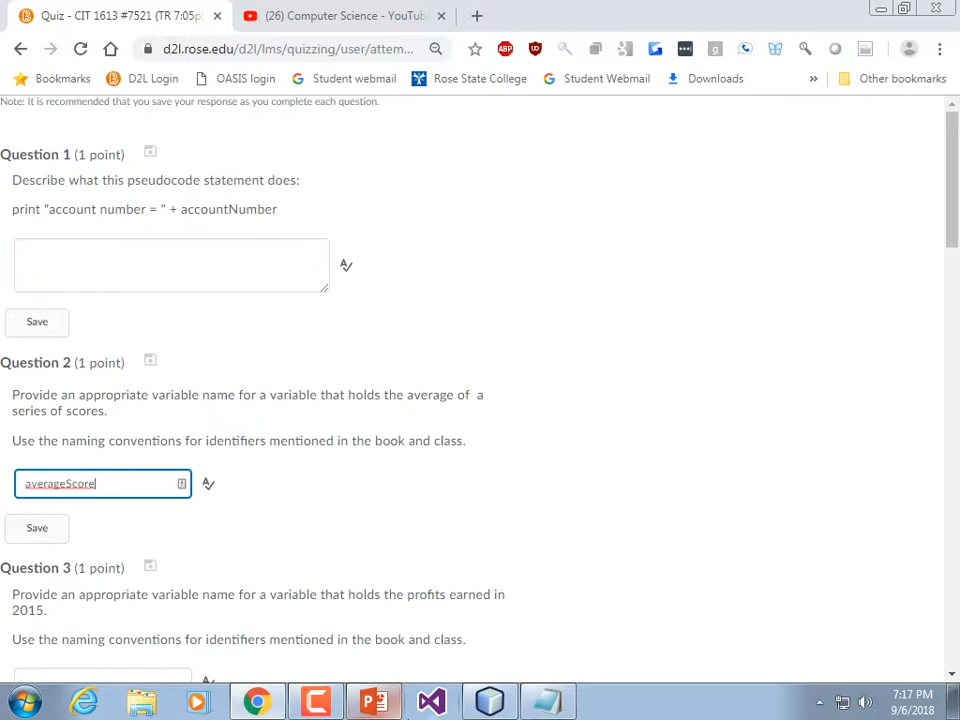 Quiz - CIT 1613 #7521 (TR 7:05p)
(26) Computer Science - YouTub
d2l.rose.edu/d2l/lms/quizzing/user/attem...
ABP
Bookmarks
D2L Login
OASIS login
Student webmail
Rose State College
Student Webmail
Downloads
»
Other bookmarks
Note: It is recommended that you save your response as you complete each question.
Question 1 (1 point)
Describe what this pseudocode statement does:
print "account number = " + accountNumber
Save
Question 2 (1 point)
Provide an appropriate variable name for a variable that holds the average of a
series of scores.
Use the naming conventions for identifiers mentioned in the book and class.
averageScore
Save
Question 3 (1 point)
Provide an appropriate variable name for a variable that holds the profits earned in
2015.
Use the naming conventions for identifiers mentioned in the book and class.
7:17 PM
9/6/2018